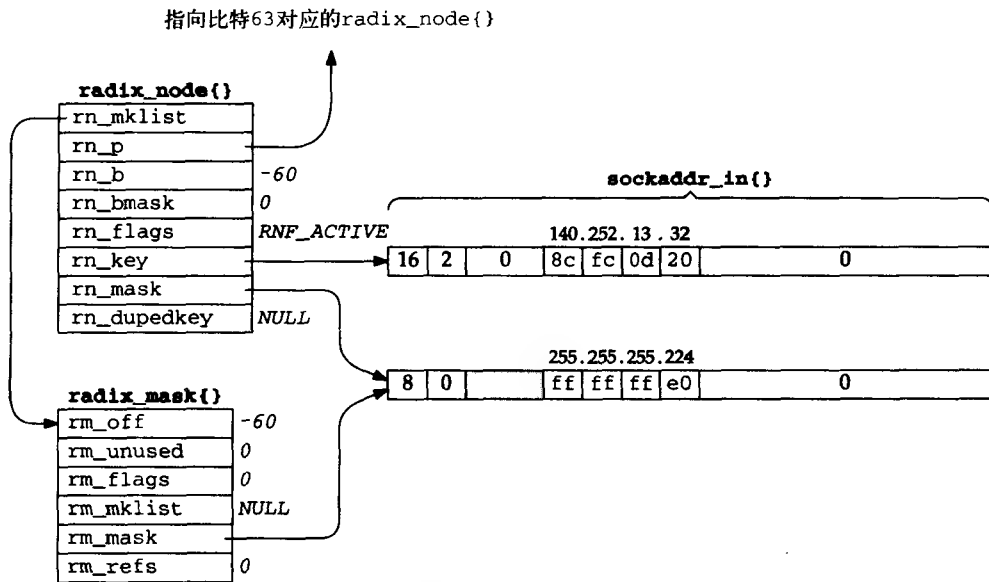 指向比特63对应的radix_node{}
radix_node{}
rn_mklist
rn_p
rn_b -60
rn_bmask 0
rn_flags RNF_ACTIVE
rn_key
rn_mask
rn_dupedkey NULL
sockaddr_in{}
140.252.13.32
16 2 0 8c fc 0d 20 0
255.255.255.224
8 0 ff ff ff e0 0
radix_mask{}
rm_off -60
rm_unused 0
rm_flags 0
rm_mklist NULL
rm_mask
rm_refs 0